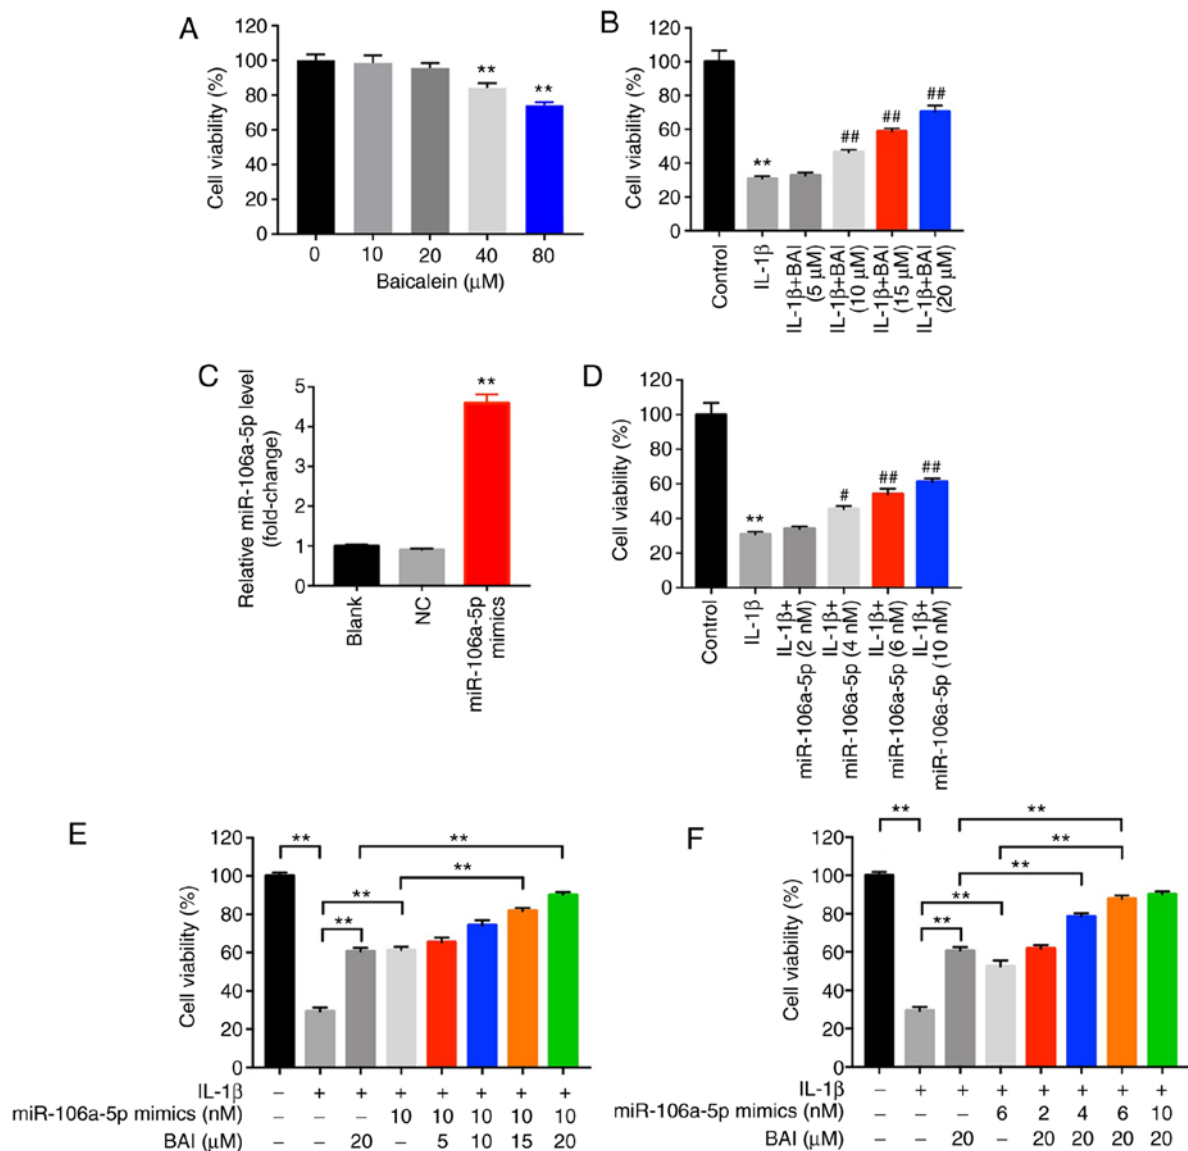 A
Cell viability (%)
120
100
80
60
40
20
0
**
**
0 10 20 40 80
Baicalein (μM)
B
Cell viability (%)
120
100
80
60
40
20
0
**
##
##
##
Control
IL-1β
IL-1β+BAI
(5 μM)
IL-1β+BAI
(10 μM)
IL-1β+BAI
(15 μM)
IL-1β+BAI
(20 μM)
C
Relative miR-106a-5p level
(fold-change)
5
4
3
2
1
0
**
Blank
NC
miR-106a-5p
mimics
D
Cell viability (%)
120
100
80
60
40
20
0
**
#
##
##
Control
IL-1β
IL-1β+
miR-106a-5p (2 nM)
IL-1β+
miR-106a-5p (4 nM)
IL-1β+
miR-106a-5p (6 nM)
IL-1β+
miR-106a-5p (10 nM)
E
Cell viability (%)
120
100
80
60
40
20
0
**
**
**
**
**
IL-1β – + + + + + + +
miR-106a-5p mimics (nM) – – – 10 10 10 10 10
BAI (μM) – – 20 – 5 10 15 20
F
Cell viability (%)
120
100
80
60
40
20
0
**
**
**
**
**
**
IL-1β – + + + + + + +
miR-106a-5p mimics (nM) – – – 6 2 4 6 10
BAI (μM) – – 20 – 20 20 20 20